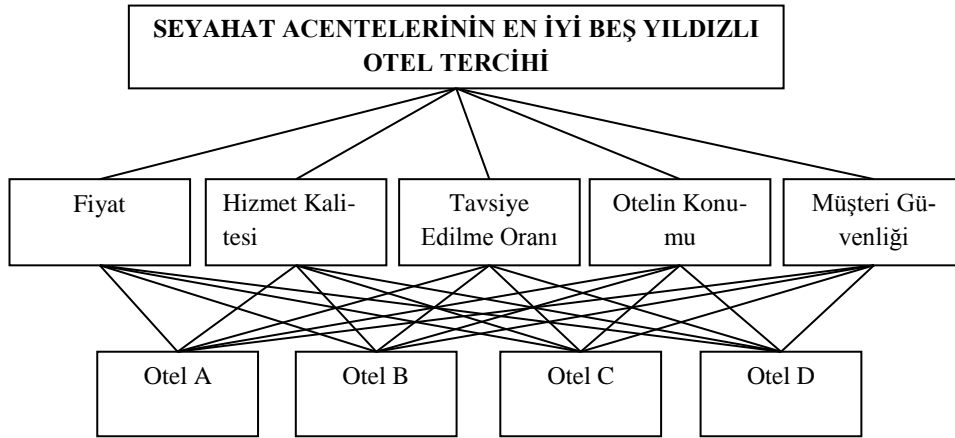 SEYAHAT ACENTELERİNİN EN İYİ BEŞ YILDIZLI
OTEL TERCİHİ
Fiyat
Hizmet Kali-
tesi
Tavsiye
Edilme Oranı
Otelin Konu-
mu
Müşteri Gü-
venliği
Otel A
Otel B
Otel C
Otel D